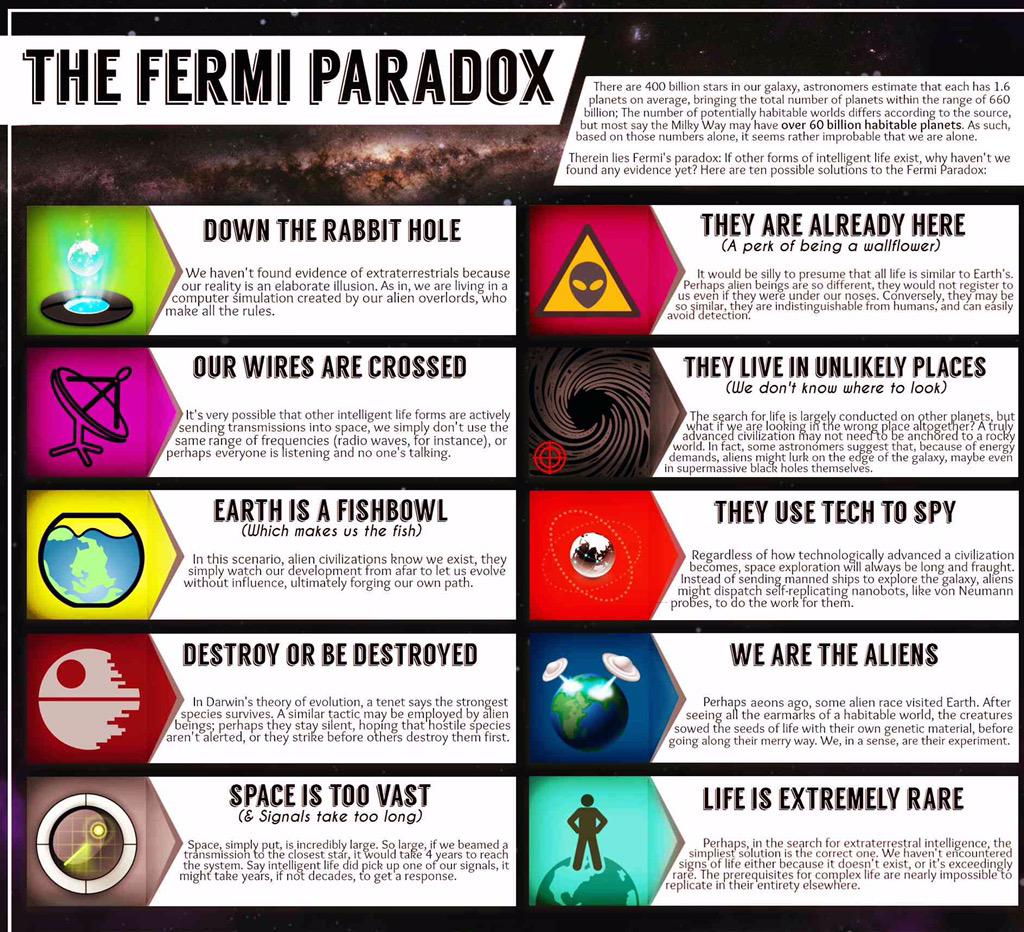 THE FERMI PARADOX
There are 400 billion stars in our galaxy, astronomers estimate that each has 1.6
planets on average, bringing the total number of planets within the range of 660
billion; The number of potentially habitable worlds differs according to the source,
but most say the Milky Way may have over 60 billion habitable planets. As such,
based on those numbers alone, it seems rather improbable that we are alone.
Therein lies Fermi's paradox: If other forms of intelligent life exist, why haven't we
found any evidence yet? Here are ten possible solutions to the Fermi Paradox:
DOWN THE RABBIT HOLE
We haven't found evidence of extraterrestrials because
our reality is an elaborate illusion. As in, we are living in a
computer simulation created by our alien overlords, who
make all the rules.
THEY ARE ALREADY HERE
(A perk of being a wallflower)
It would be silly to presume that all life is similar to Earth's.
Perhaps alien beings are so different, they would not register to
us even if they were under our noses. Conversely, they may be
so similar, they are indistinguishable from humans, and can easily
avoid detection.
OUR WIRES ARE CROSSED
It's very possible that other intelligent life forms are actively
sending transmissions into space, we simply don't use the
same range of frequencies (radio waves, for instance), or
perhaps everyone is listening and no one's talking.
THEY LIVE IN UNLIKELY PLACES
(We don't know where to look)
The search for life is largely conducted on other planets, but
what if we are looking in the wrong place altogether? A truly
advanced civilization may not need to be anchored to a rocky
world. In fact, some astronomers suggest that, because of energy
demands, aliens might lurk on the edge of the galaxy, maybe even
in supermassive black holes themselves.
EARTH IS A FISHBOWL
(Which makes us the fish)
In this scenario, alien civilizations know we exist, they
simply watch our development from afar to let us evolve
without influence, ultimately forging our own path.
THEY USE TECH TO SPY
Regardless of how technologically advanced a civilization
becomes, space exploration will always be long and fraught.
Instead of sending manned ships to explore the galaxy, aliens
might dispatch self-replicating nanobots, like von Neumann
probes, to do the work for them.
DESTROY OR BE DESTROYED
In Darwin's theory of evolution, a tenet says the strongest
species survives. A similar tactic may be employed by alien
beings; perhaps they stay silent, hoping that hostile species
aren't alerted, or they strike before others destroy them first.
WE ARE THE ALIENS
Perhaps aeons ago, some alien race visited Earth. After
seeing all the earmarks of a habitable world, the creatures
sowed the seeds of life with their own genetic material, before
going along their merry way. We, in a sense, are their experiment.
SPACE IS TOO VAST
(& Signals take too long)
Space, simply put, is incredibly large. So large, if we beamed a
transmission to the closest star, it would take 4 years to reach
the system. Say intelligent life did pick up one of our signals, it
might take years, if not decades, to get a response.
LIFE IS EXTREMELY RARE
Perhaps, in the search for extraterrestrial intelligence, the
simpliest solution is the correct one. We haven't encountered
signs of life either because it doesn't exist, or it's exceedingly
rare. The prerequisites for complex life are nearly impossible to
replicate in their entirety elsewhere.